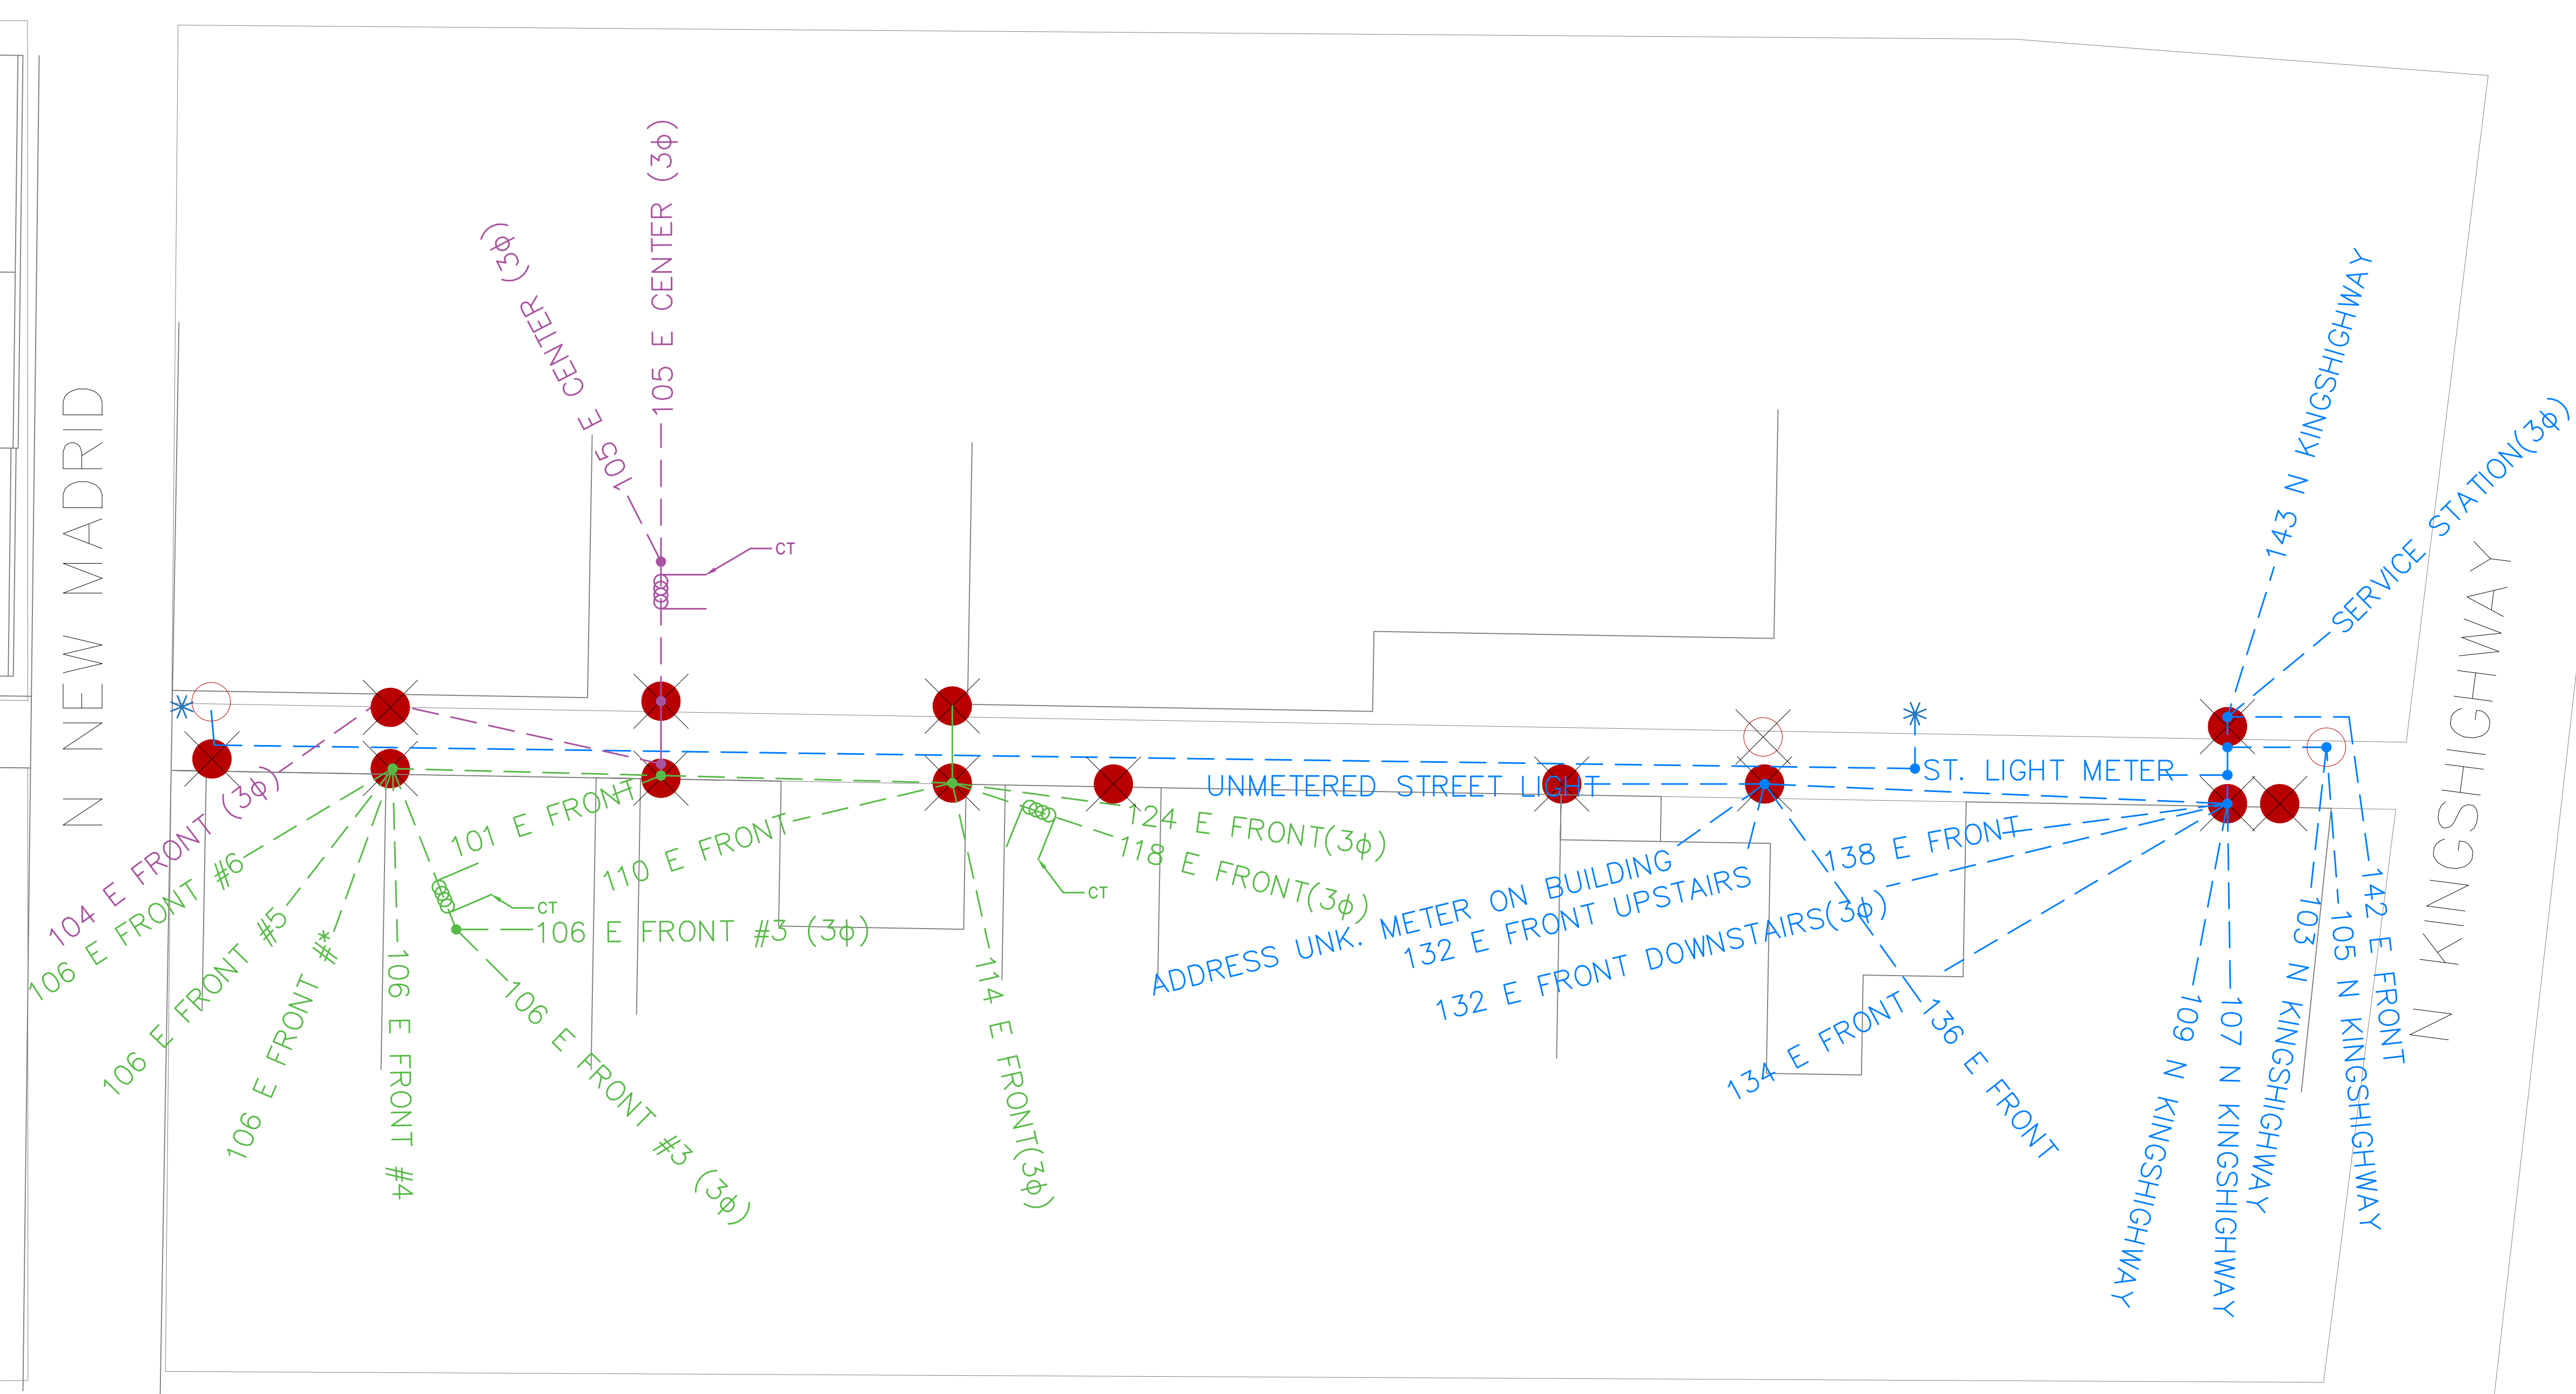 N NEW MADRID
105 E CENTER (3ϕ)
105 E CENTER (3ϕ)
CT
104 E FRONT (3ϕ)
106 E FRONT #6
106 E FRONT #5
106 E FRONT #*
106 E FRONT #4
101 E FRONT
CT
106 E FRONT #3 (3ϕ)
106 E FRONT #3 (3ϕ)
110 E FRONT
114 E FRONT(3ϕ)
124 E FRONT(3ϕ)
118 E FRONT(3ϕ)
CT
UNMETERED STREET LIGHT
ST. LIGHT METER
ADDRESS UNK. METER ON BUILDING
132 E FRONT UPSTAIRS
132 E FRONT DOWNSTAIRS(3ϕ)
138 E FRONT
134 E FRONT
136 E FRONT
143 N KINGSHIGHWAY
SERVICE STATION(3ϕ)
109 N KINGSHIGHWAY
107 N KINGSHIGHWAY
103 N KINGSHIGHWAY
105 N KINGSHIGHWAY
142 E FRONT
N KINGSHIGHWAY